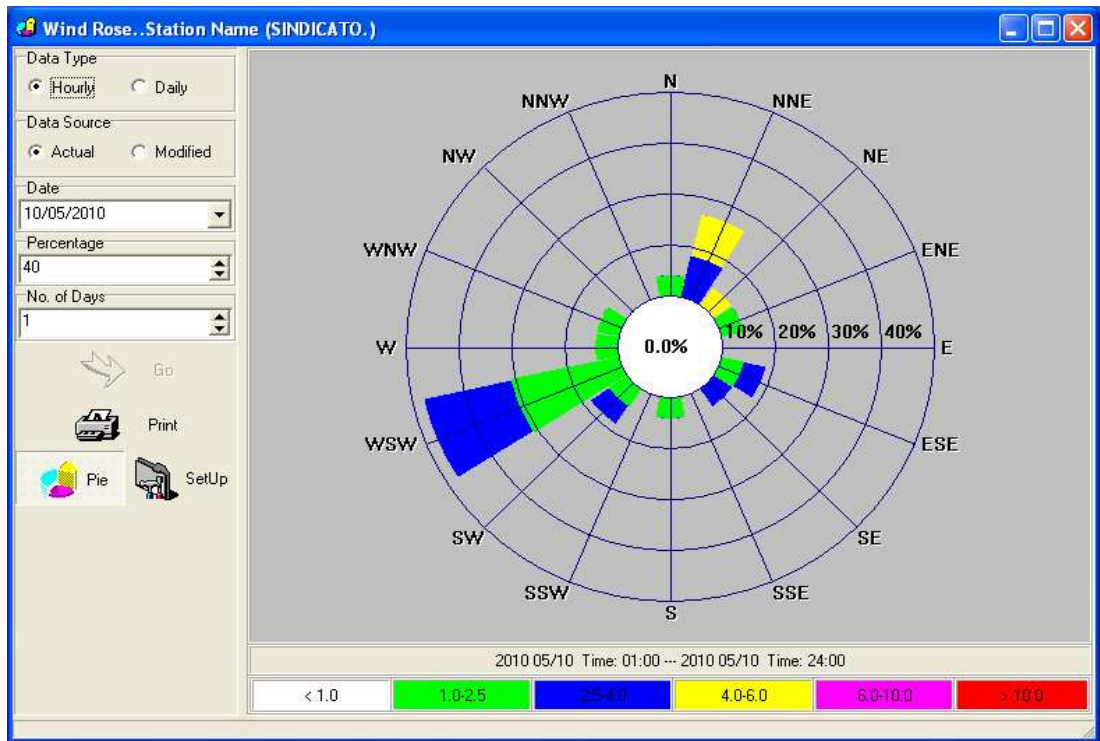 Wind Rose..Station Name (SINDICATO.)
Data Type
Hourly Daily
Data Source
Actual Modified
Date
10/05/2010
Percentage
40
No. of Days
1
Go
Print
Pie SetUp
N
NNW NNE
NW NE
WNW ENE
W 0.0% 10% 20% 30% 40% E
WSW ESE
SW SE
SSW SSE
S
2010 05/10 Time: 01:00 --- 2010 05/10 Time: 24:00
< 1.0 1.0-2.5 2.5-4.0 4.0-6.0 6.0-10.0 > 10.0